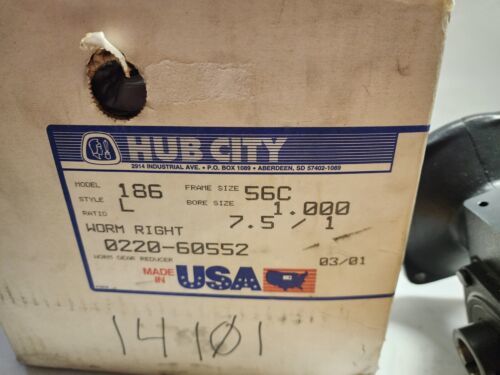 HUB CITY
2914 INDUSTRIAL AVE. • P.O. BOX 1089 • ABERDEEN, SD 57402-1089
MODEL 186 FRAME SIZE 56C
STYLE L BORE SIZE 1.000
RATIO 7.5 / 1
WORM RIGHT
0220-60552
WORM GEAR REDUCER 03/01
MADE IN USA
14101